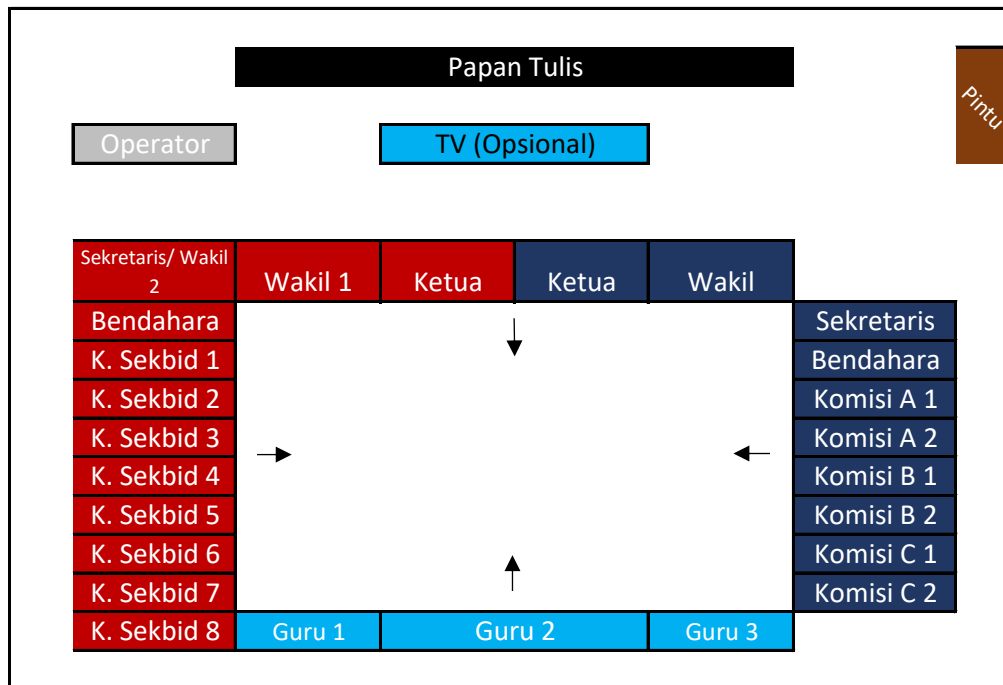 Papan Tulis
Pintu
Operator
TV (Opsional)
Sekretaris/ Wakil
2
Wakil 1
Ketua
Ketua
Wakil
Bendahara
Sekretaris
K. Sekbid 1
Bendahara
K. Sekbid 2
Komisi A 1
K. Sekbid 3
Komisi A 2
K. Sekbid 4
Komisi B 1
K. Sekbid 5
Komisi B 2
K. Sekbid 6
Komisi C 1
K. Sekbid 7
Komisi C 2
K. Sekbid 8
Guru 1
Guru 2
Guru 3